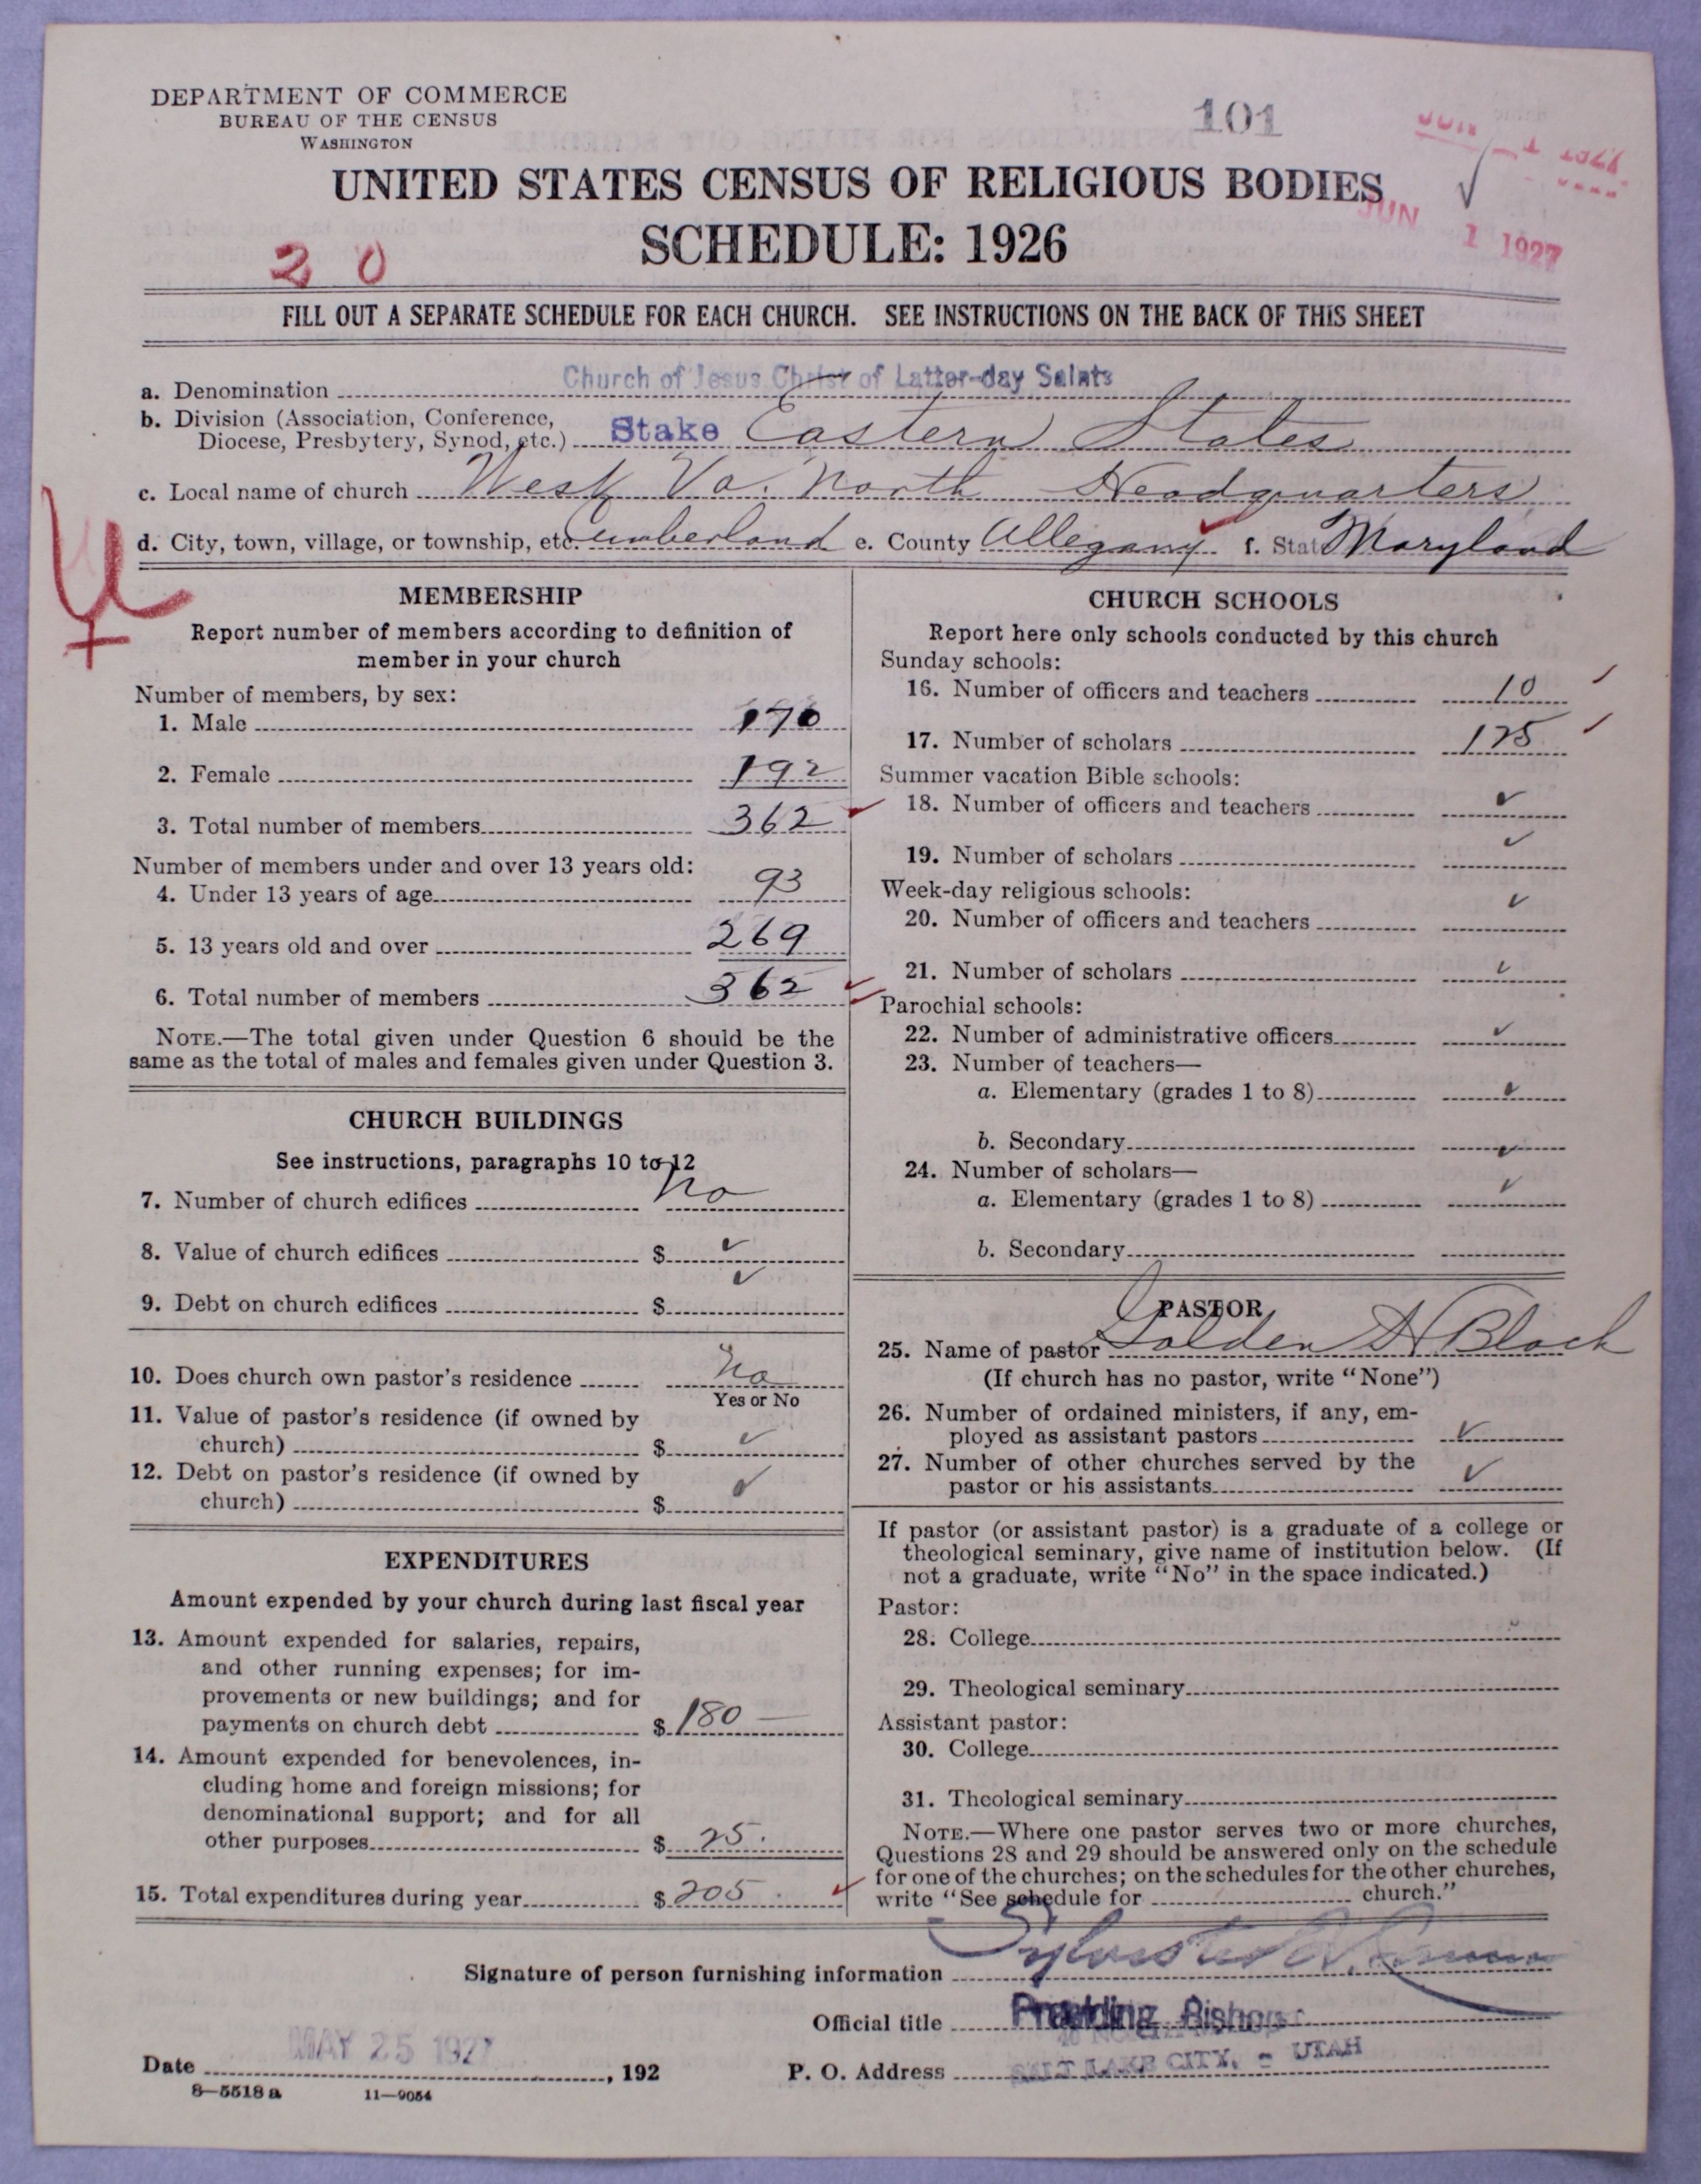 DEPARTMENT OF COMMERCE
BUREAU OF THE CENSUS
WASHINGTON
101
JUN 1 1927
JUN 1 1927
UNITED STATES CENSUS OF RELIGIOUS BODIES
SCHEDULE: 1926
20
FILL OUT A SEPARATE SCHEDULE FOR EACH CHURCH. SEE INSTRUCTIONS ON THE BACK OF THIS SHEET
a. Denomination Church of Jesus Christ of Latter-day Saints
b. Division (Association, Conference,
Diocese, Presbytery, Synod, etc.) Stake Eastern States
c. Local name of church West Va. North Headquarters
d. City, town, village, or township, etc. Cumberland e. County Allegany f. State Maryland
MEMBERSHIP
Report number of members according to definition of
member in your church
Number of members, by sex:
1. Male 170
2. Female 192
3. Total number of members 362
Number of members under and over 13 years old:
4. Under 13 years of age 93
5. 13 years old and over 269
6. Total number of members 362
NOTE.—The total given under Question 6 should be the
same as the total of males and females given under Question 3.
CHURCH BUILDINGS
See instructions, paragraphs 10 to 12
7. Number of church edifices no
8. Value of church edifices $ ✓
9. Debt on church edifices $ ✓
10. Does church own pastor's residence no
Yes or No
11. Value of pastor's residence (if owned by
church) $ ✓
12. Debt on pastor's residence (if owned by
church) $ ✓
EXPENDITURES
Amount expended by your church during last fiscal year
13. Amount expended for salaries, repairs,
and other running expenses; for im-
provements or new buildings; and for
payments on church debt $ 180 —
14. Amount expended for benevolences, in-
cluding home and foreign missions; for
denominational support; and for all
other purposes $ 25.
15. Total expenditures during year $ 205.
CHURCH SCHOOLS
Report here only schools conducted by this church
Sunday schools:
16. Number of officers and teachers 10
17. Number of scholars 125
Summer vacation Bible schools:
18. Number of officers and teachers ✓
19. Number of scholars ✓
Week-day religious schools:
20. Number of officers and teachers ✓
21. Number of scholars ✓
Parochial schools:
22. Number of administrative officers ✓
23. Number of teachers—
a. Elementary (grades 1 to 8) ✓
b. Secondary ✓
24. Number of scholars—
a. Elementary (grades 1 to 8) ✓
b. Secondary
PASTOR
25. Name of pastor Golden H Black
(If church has no pastor, write "None")
26. Number of ordained ministers, if any, em-
ployed as assistant pastors ✓
27. Number of other churches served by the
pastor or his assistants ✓
If pastor (or assistant pastor) is a graduate of a college or
theological seminary, give name of institution below. (If
not a graduate, write "No" in the space indicated.)
Pastor:
28. College
29. Theological seminary
Assistant pastor:
30. College
31. Theological seminary
NOTE.—Where one pastor serves two or more churches,
Questions 28 and 29 should be answered only on the schedule
for one of the churches; on the schedules for the other churches,
write "See schedule for church."
Signature of person furnishing information Sylvester Q. Cannon
Official title Presiding Bishop
Date MAY 25 1927, 192 P. O. Address SALT LAKE CITY, - UTAH
8—5518 a 11—9054